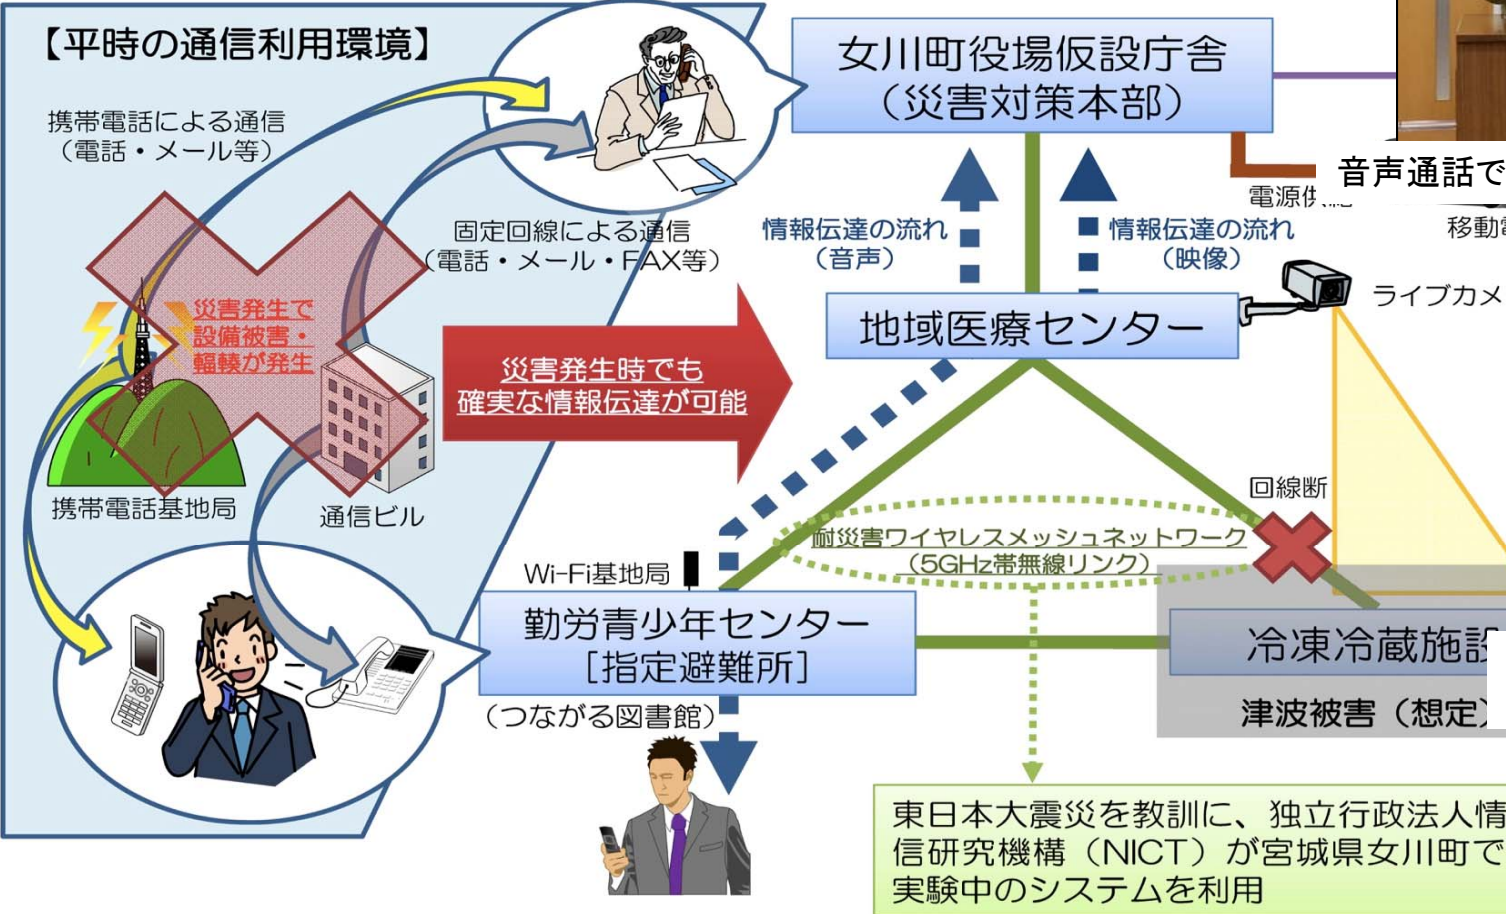 【平時の通信利用環境】
携帯電話による通信
（電話・メール等）
固定回線による通信
（電話・メール・FAX等）
災害発生で
設備被害・
輻輳が発生
携帯電話基地局
通信ビル
災害発生時でも
確実な情報伝達が可能
女川町役場仮設庁舎
（災害対策本部）
音声通話で
電源供
移動
情報伝達の流れ
（音声）
情報伝達の流れ
（映像）
地域医療センター
ライブカメ
回線断
耐災害ワイヤレスメッシュネットワーク
（5GHz帯無線リンク）
Wi-Fi基地局
勤労青少年センター
［指定避難所］
（つながる図書館）
冷凍冷蔵施設
津波被害（想定）
東日本大震災を教訓に、独立行政法人情
信研究機構（NICT）が宮城県女川町で
実験中のシステムを利用